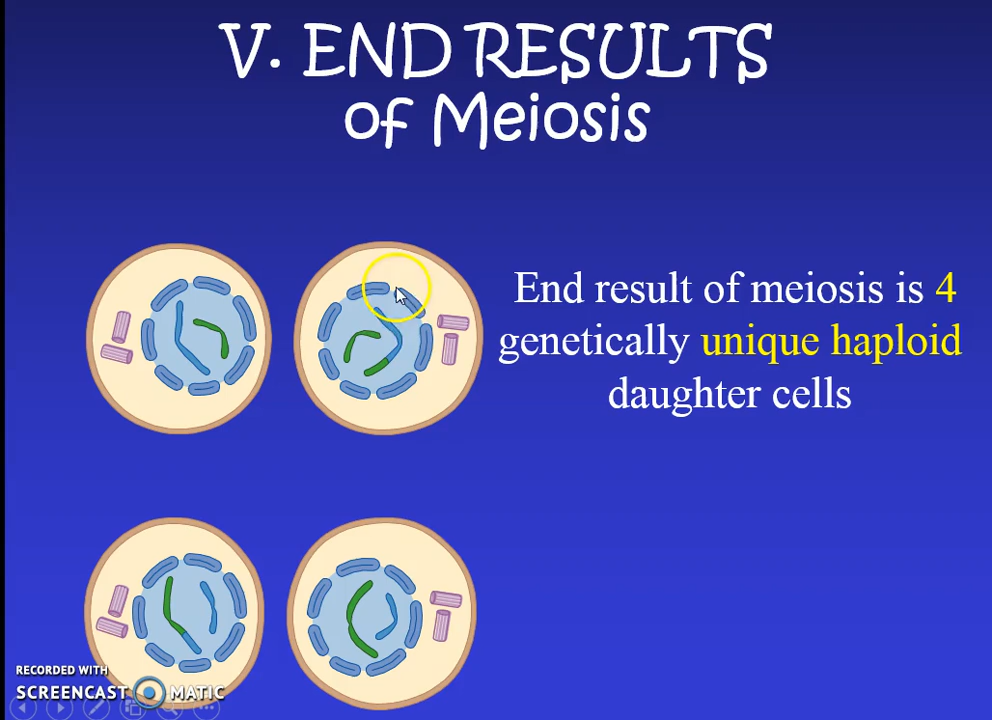 V. END RESULTS
of Meiosis
End result of meiosis is 4
genetically unique haploid
daughter cells
RECORDED WITH
SCREENCAST MATIC